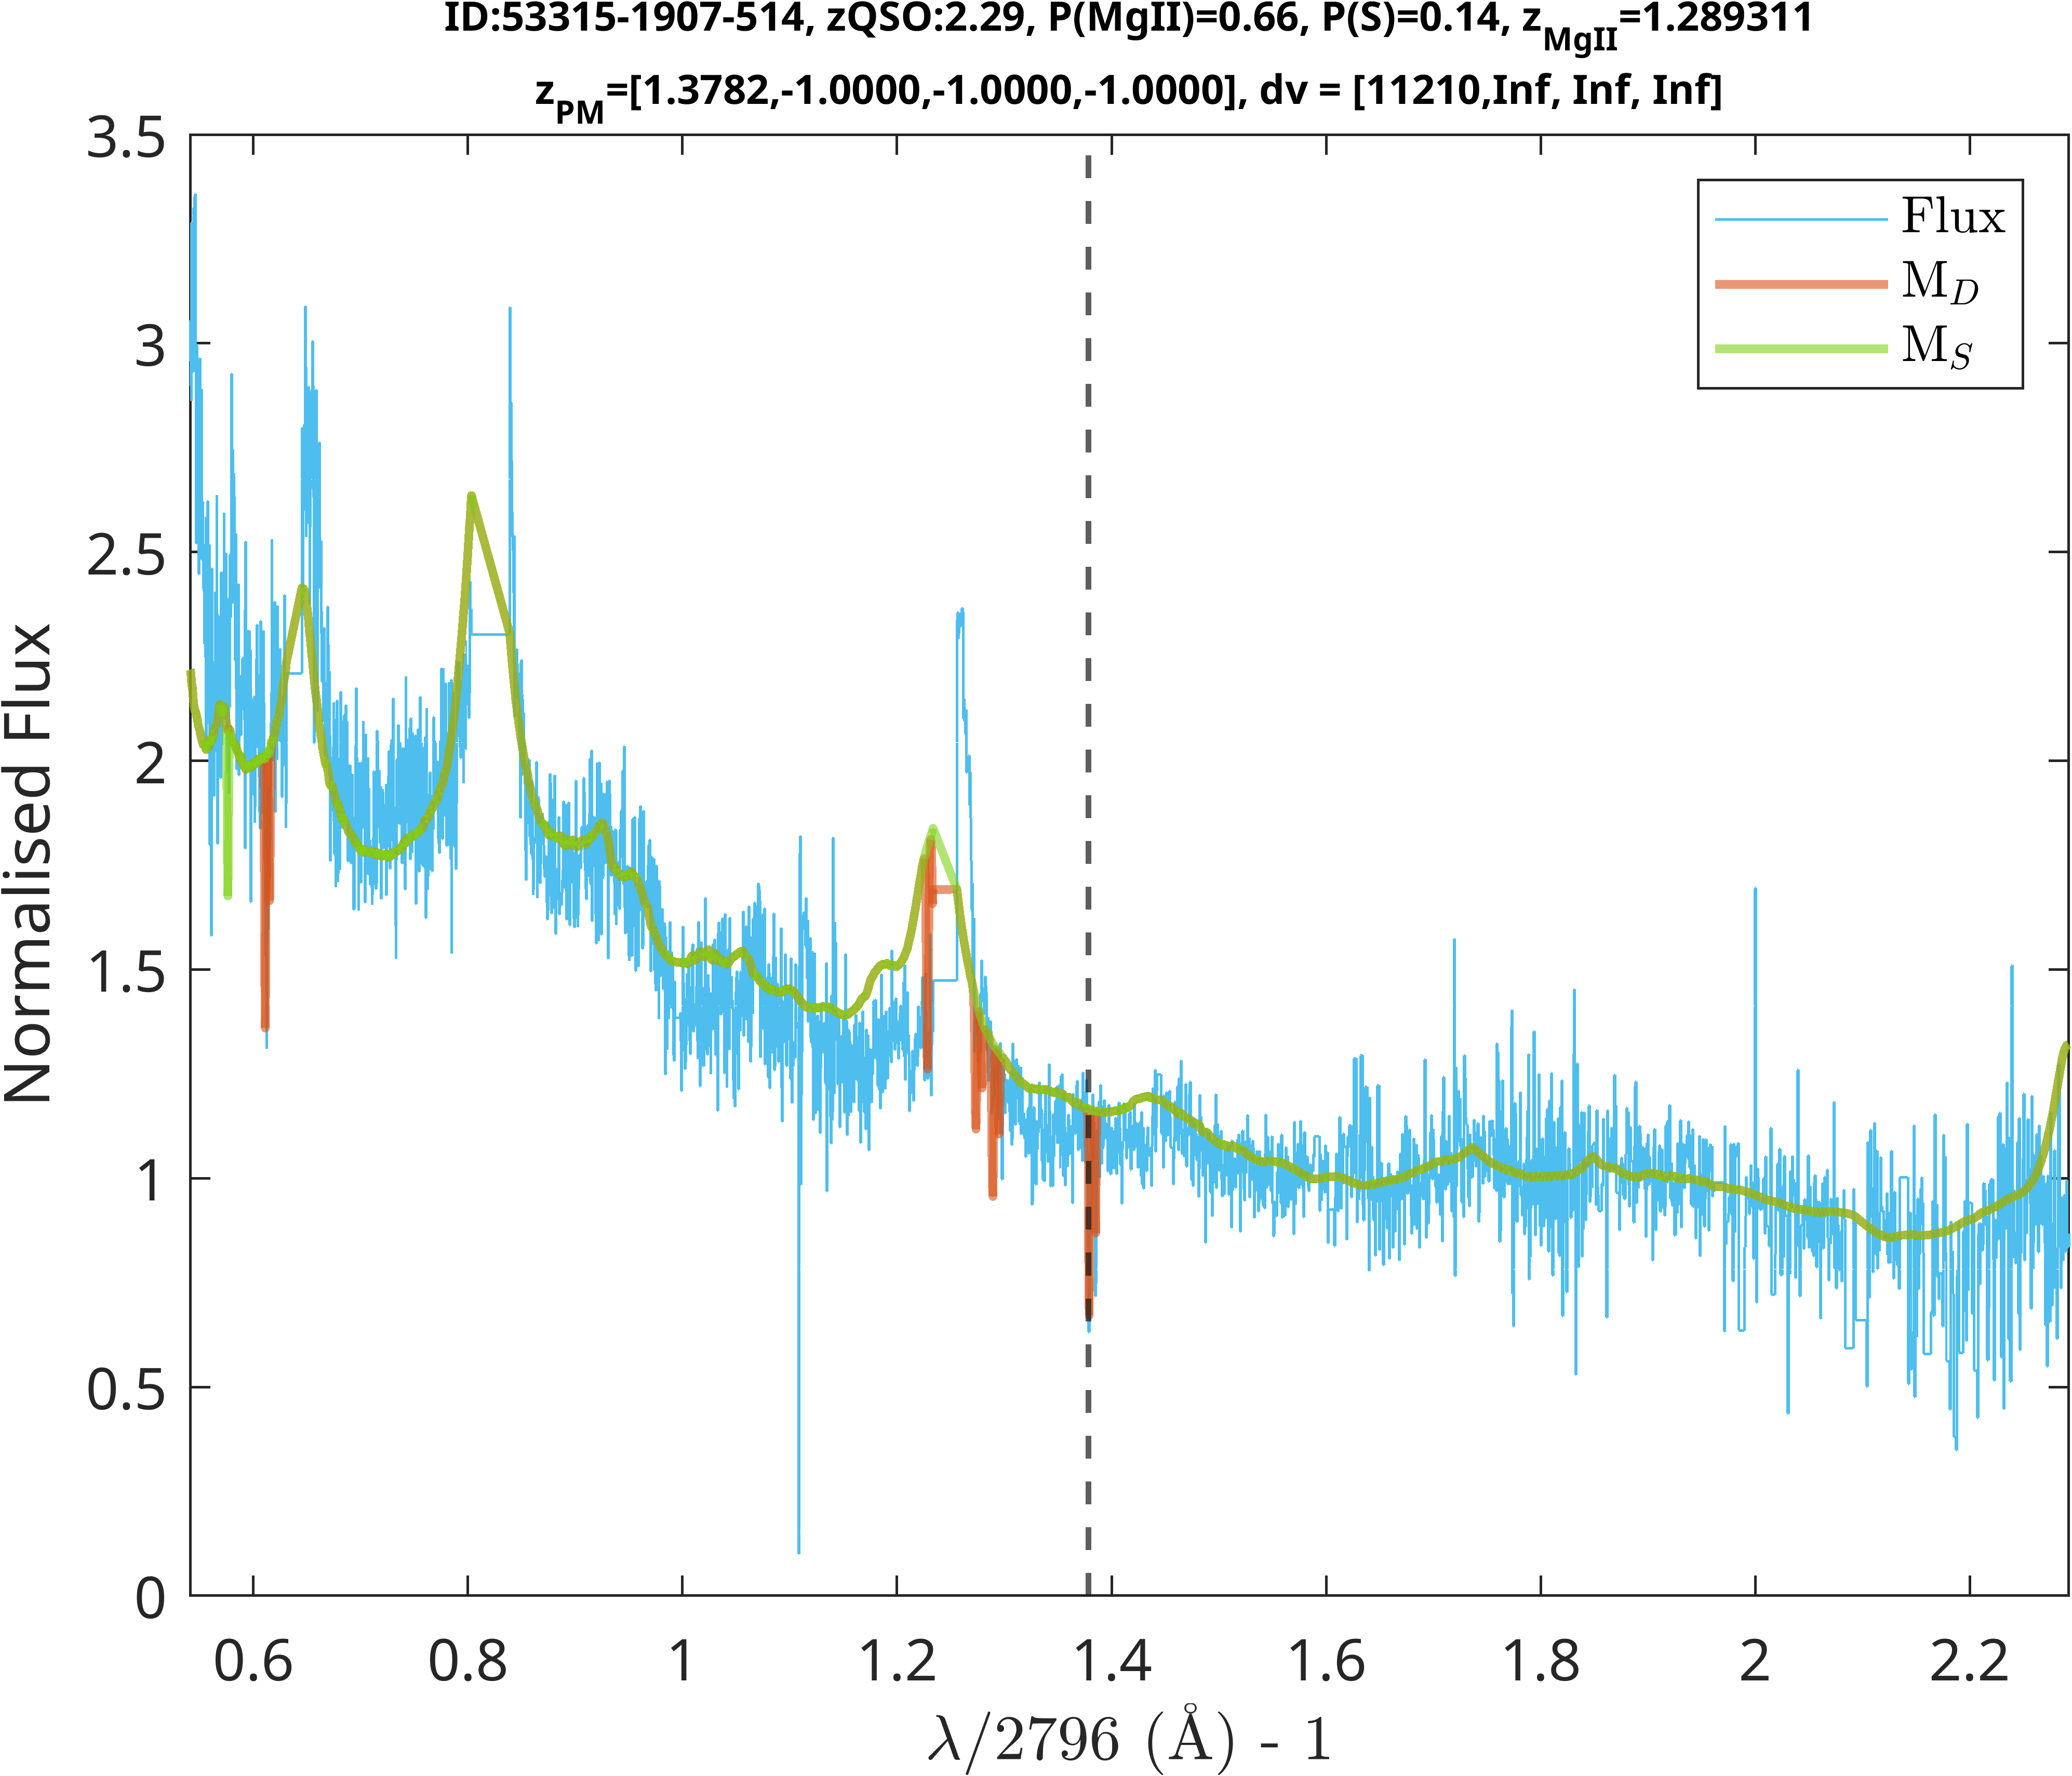 ID:53315-1907-514, zQSO:2.29, P(MgII)=0.66, P(S)=0.14, zMgII=1.289311
zPM=[1.3782,-1.0000,-1.0000,-1.0000], dv = [11210,Inf, Inf, Inf]
3.5
3
2.5
2
1.5
1
0.5
0
Normalised Flux
Flux
MD
MS
0.6 0.8 1 1.2 1.4 1.6 1.8 2 2.2
λ/2796 (Å) - 1